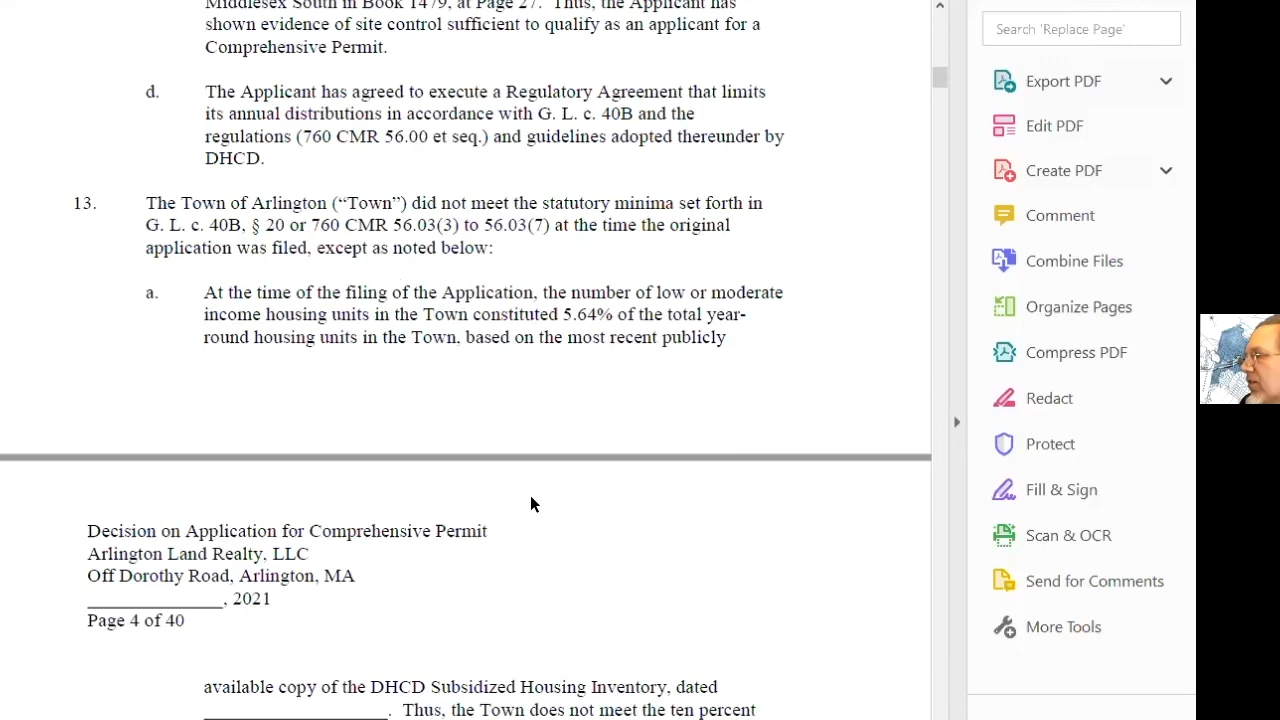 Middlesex South in Book 1479, at Page 27.  Thus, the Applicant has
shown evidence of site control sufficient to qualify as an applicant for a
Comprehensive Permit.
d. The Applicant has agreed to execute a Regulatory Agreement that limits
its annual distributions in accordance with G. L. c. 40B and the
regulations (760 CMR 56.00 et seq.) and guidelines adopted thereunder by
DHCD.
13. The Town of Arlington (“Town”) did not meet the statutory minima set forth in
G. L. c. 40B, § 20 or 760 CMR 56.03(3) to 56.03(7) at the time the original
application was filed, except as noted below:
a. At the time of the filing of the Application, the number of low or moderate
income housing units in the Town constituted 5.64% of the total year-
round housing units in the Town, based on the most recent publicly
Decision on Application for Comprehensive Permit
Arlington Land Realty, LLC
Off Dorothy Road, Arlington, MA
_______________, 2021
Page 4 of 40
available copy of the DHCD Subsidized Housing Inventory, dated
____________________.  Thus, the Town does not meet the ten percent
Search 'Replace Page'
Export PDF
Edit PDF
Create PDF
Comment
Combine Files
Organize Pages
Compress PDF
Redact
Protect
Fill & Sign
Scan & OCR
Send for Comments
More Tools